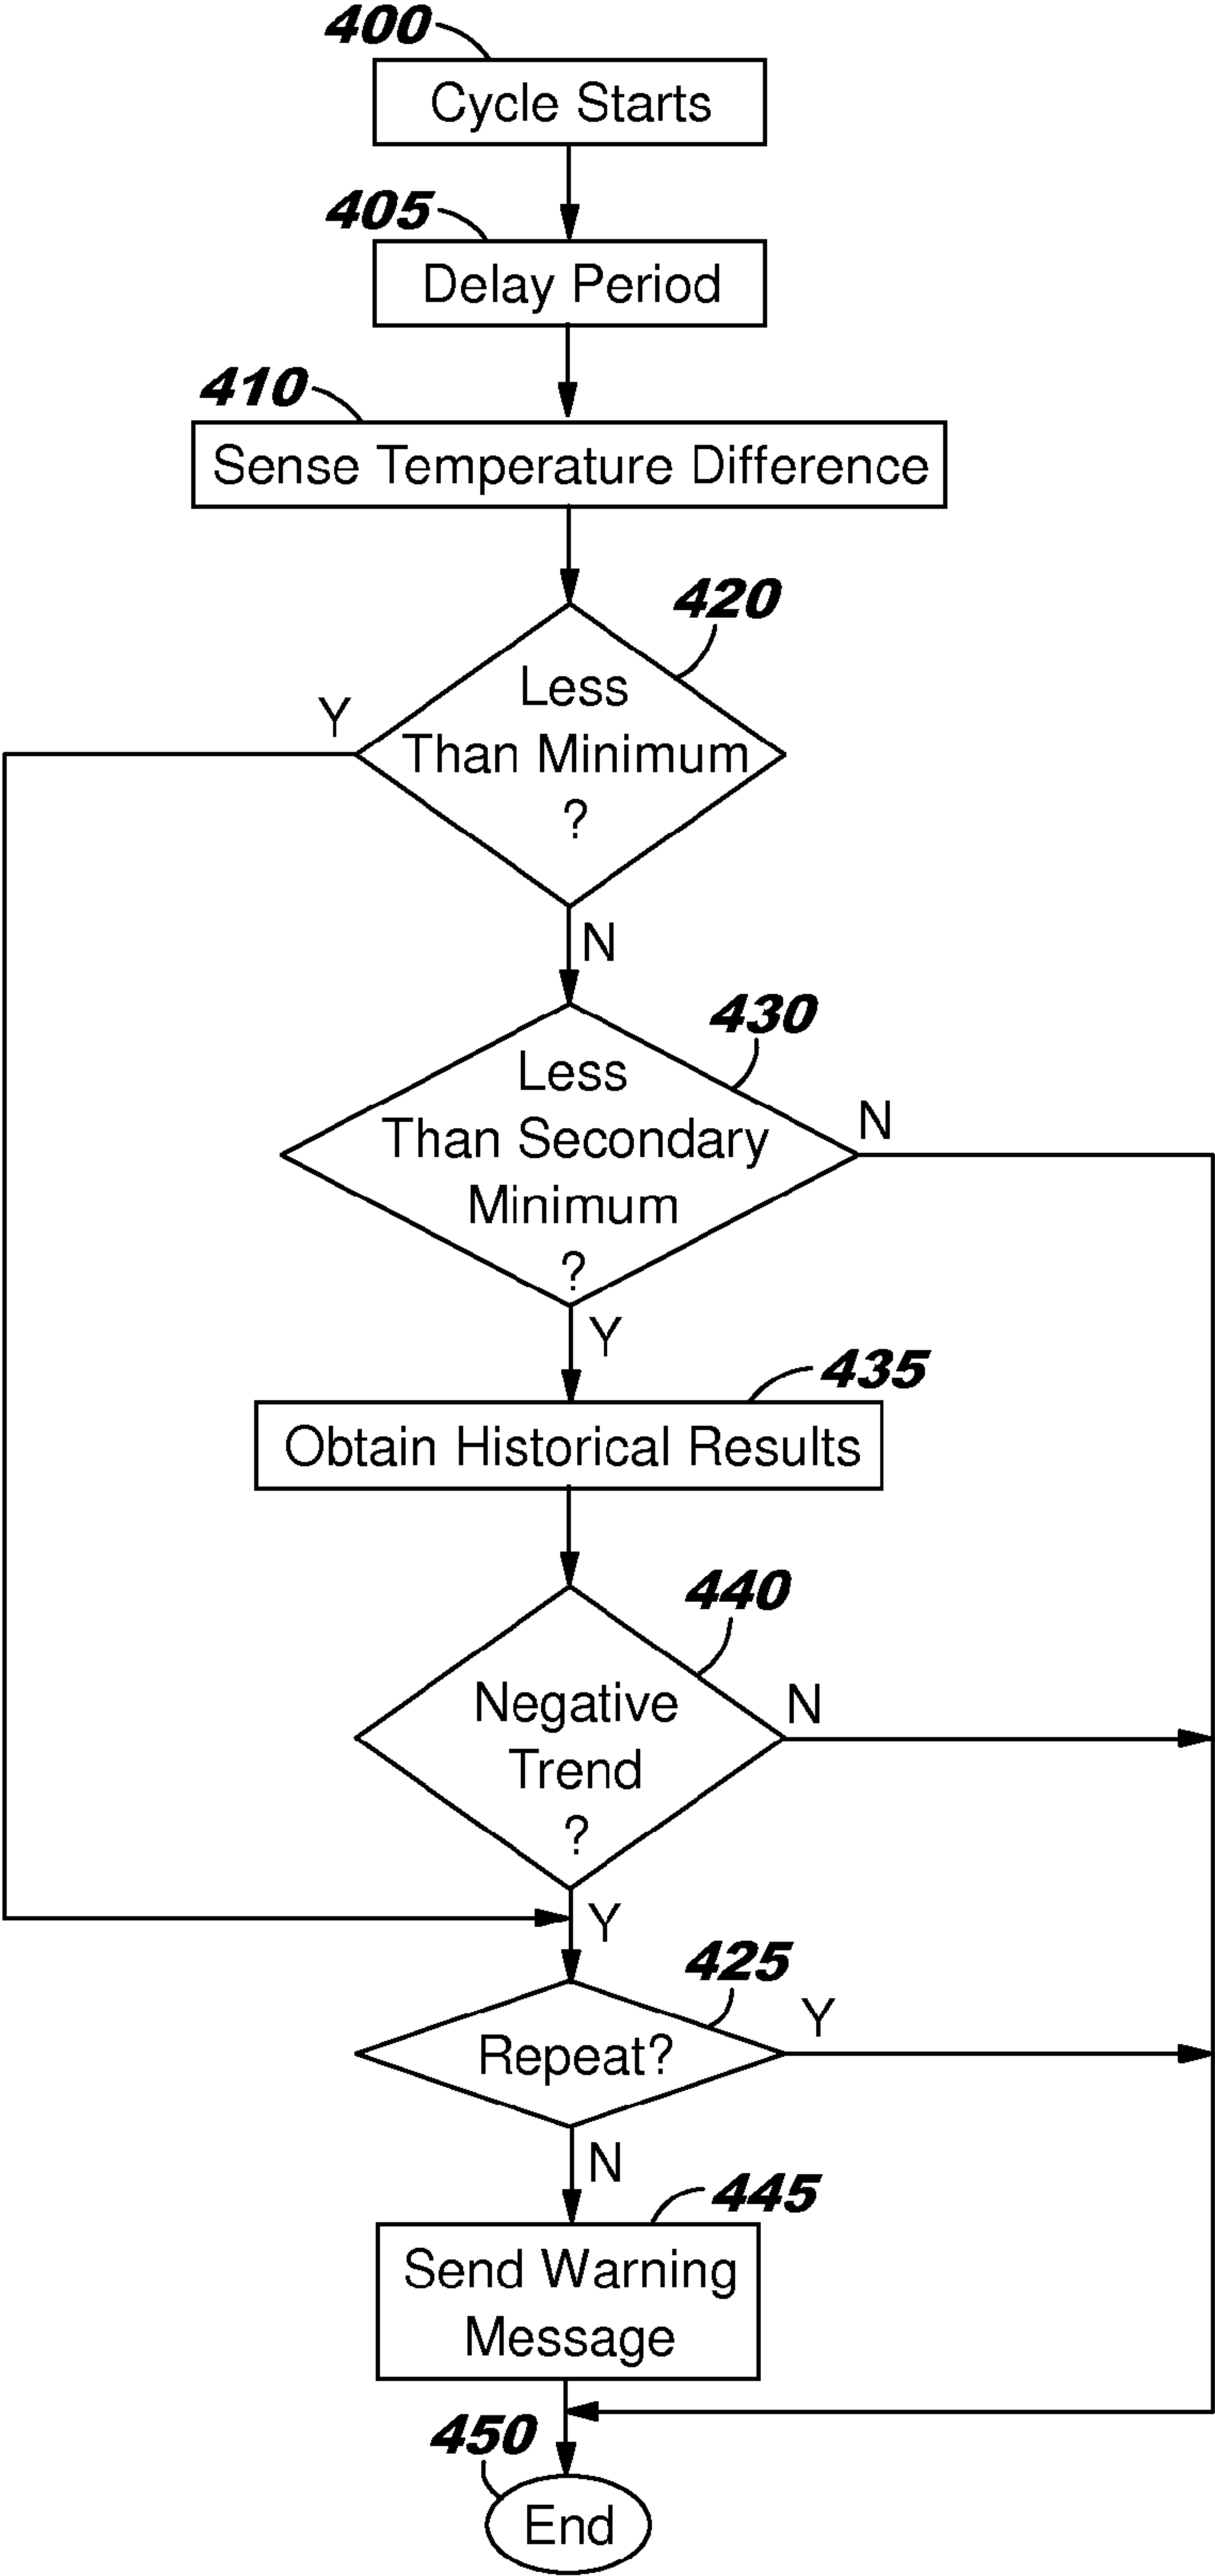 400
Cycle Starts
405
Delay Period
410
Sense Temperature Difference
420
Less
Y
Than Minimum
?
N
430
Less
N
Than Secondary
Minimum
?
Y
435
Obtain Historical Results
440
Negative
N
Trend
?
Y
425
Y
Repeat?
N
445
Send Warning
Message
450
End